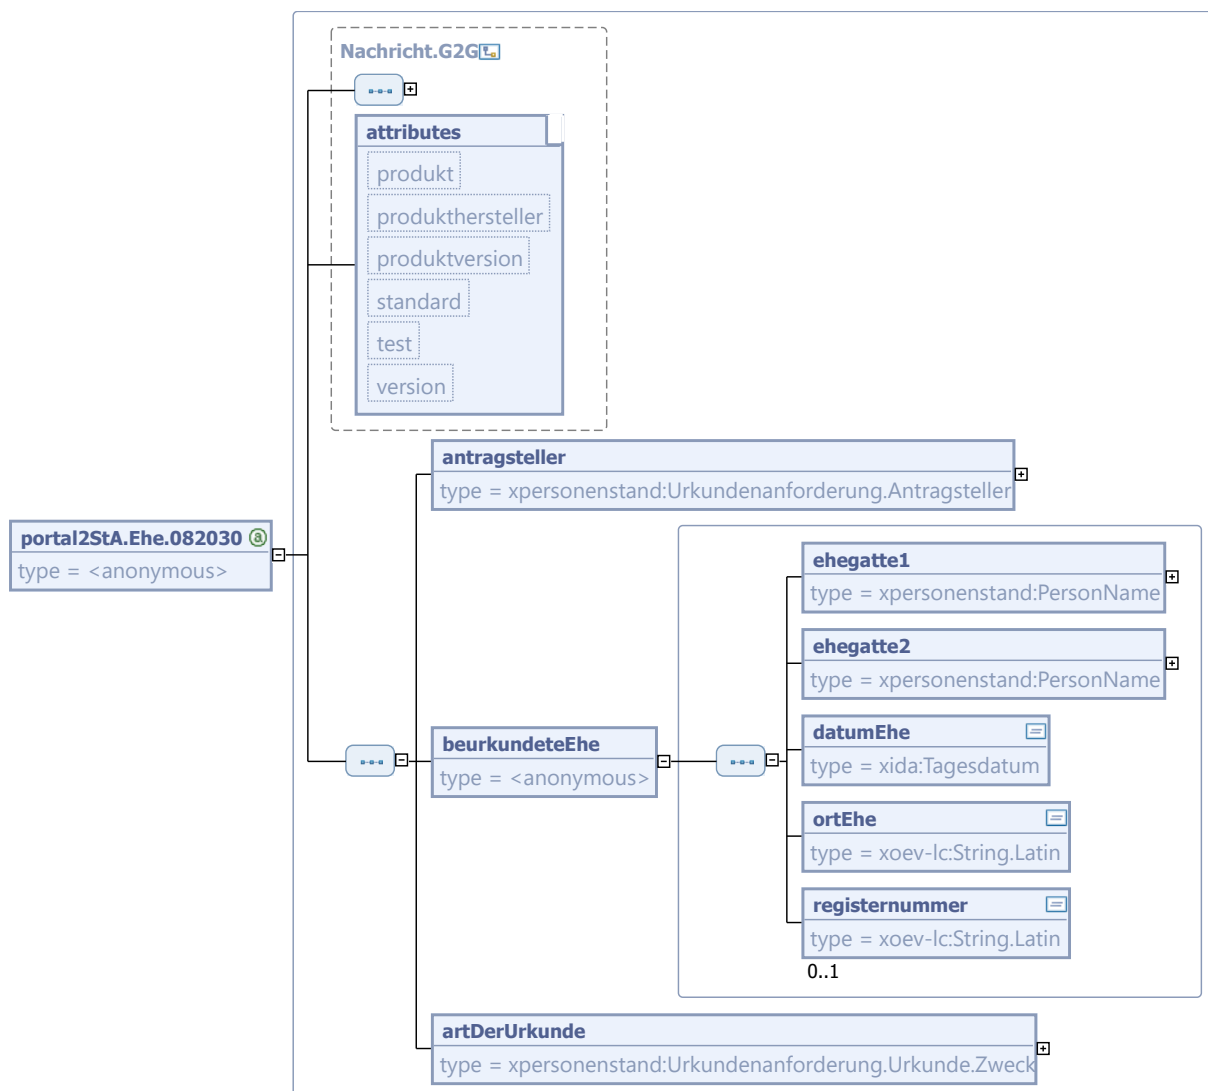 Nachricht.G2G
attributes
produkt
produkthersteller
produktversion
standard
test
version
antragsteller
type = xpersonenstand:Urkundenanforderung.Antragsteller
portal2StA.Ehe.082030 @
type = <anonymous>
ehegatte1
type = xpersonenstand:PersonName
ehegatte2
type = xpersonenstand:PersonName
beurkundeteEhe
type = <anonymous>
datumEhe
type = xida:Tagesdatum
ortEhe
type = xoev-lc:String.Latin
registernummer
type = xoev-lc:String.Latin
0..1
artDerUrkunde
type = xpersonenstand:Urkundenanforderung.Urkunde.Zweck